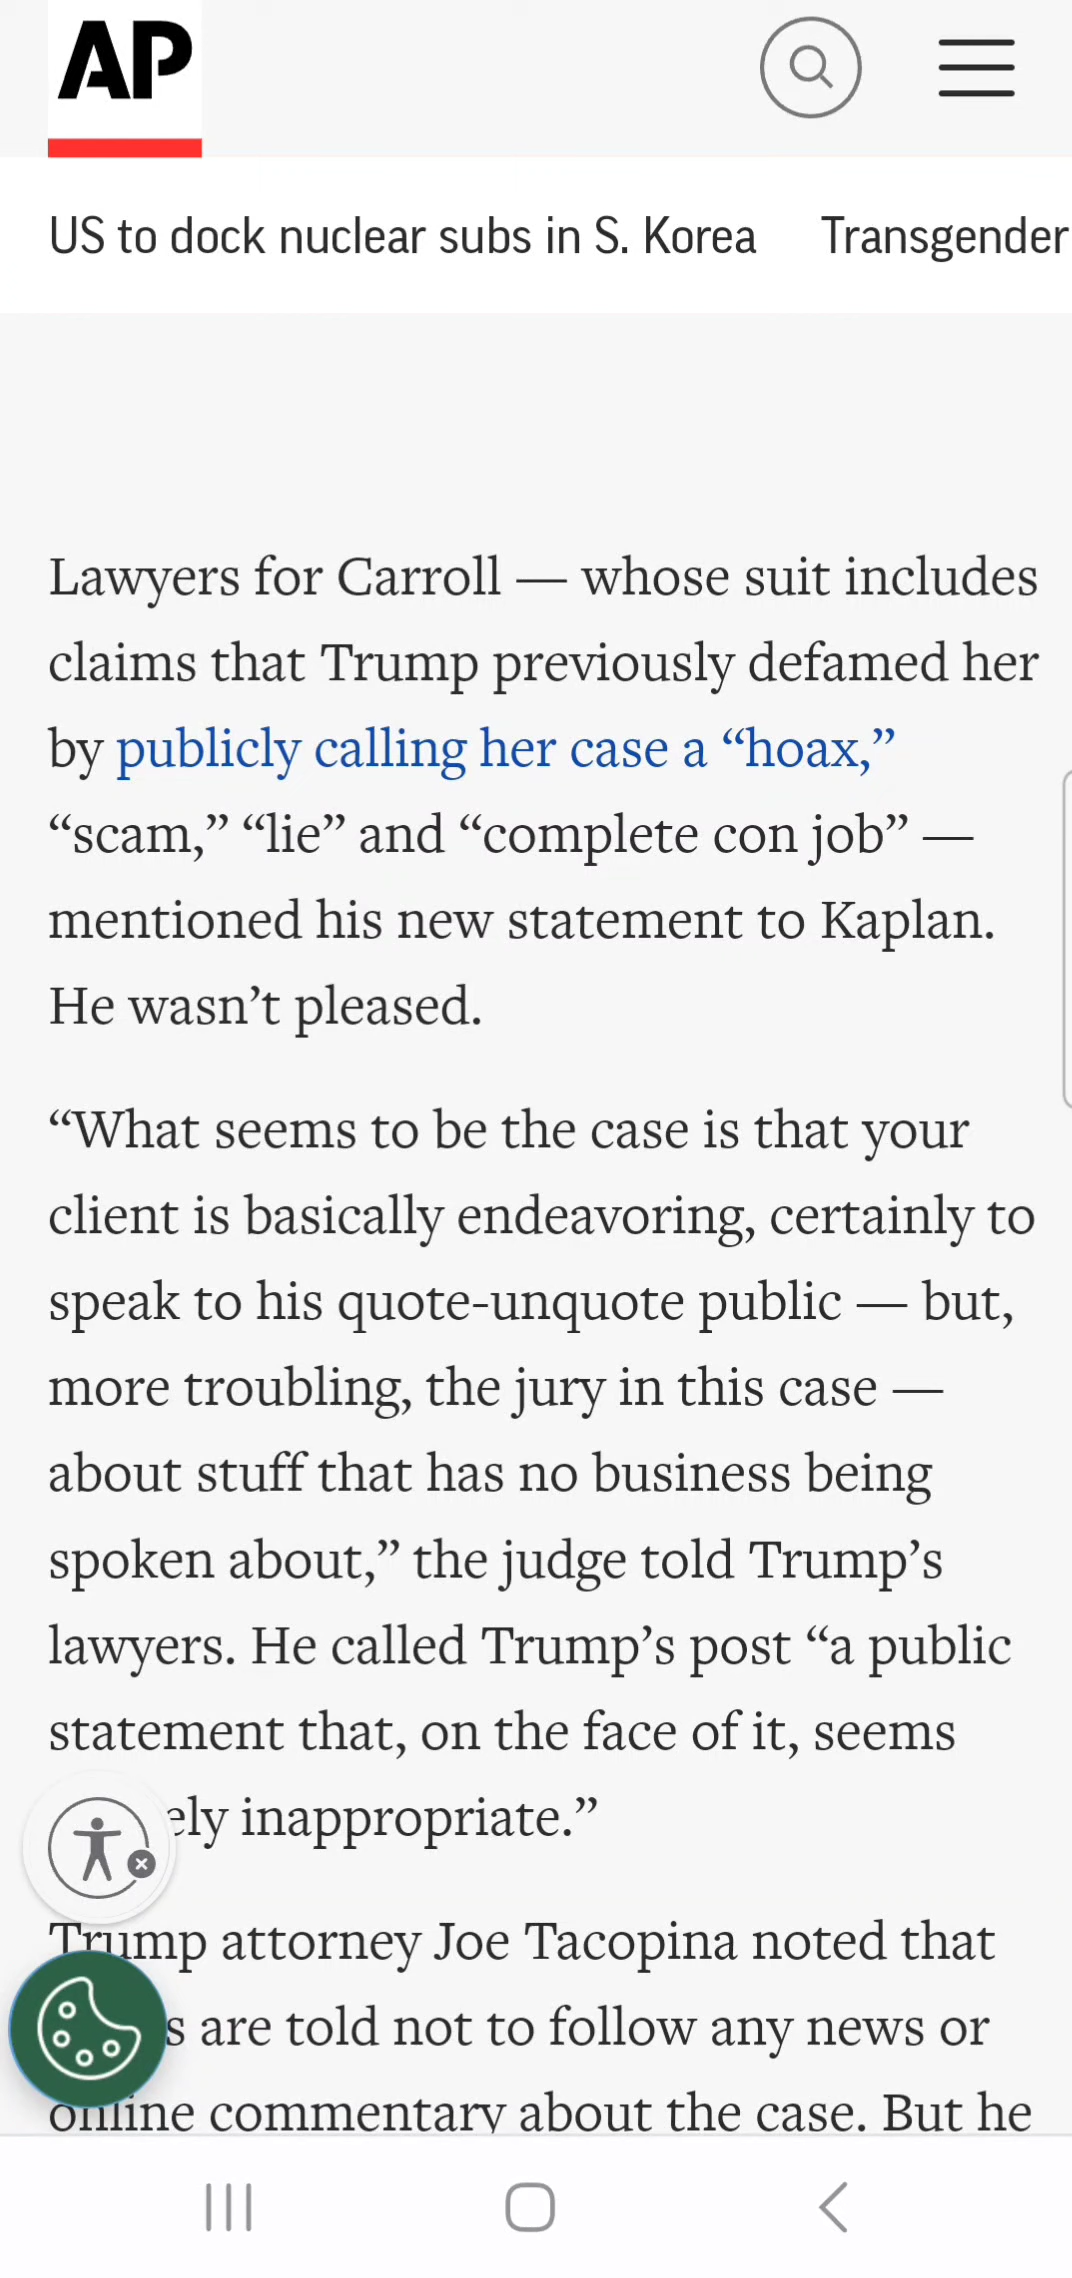 AP
US to dock nuclear subs in S. Korea Transgender
Lawyers for Carroll — whose suit includes
claims that Trump previously defamed her
by publicly calling her case a “hoax,”
“scam,” “lie” and “complete con job” —
mentioned his new statement to Kaplan.
He wasn’t pleased.
“What seems to be the case is that your
client is basically endeavoring, certainly to
speak to his quote-unquote public — but,
more troubling, the jury in this case —
about stuff that has no business being
spoken about,” the judge told Trump’s
lawyers. He called Trump’s post “a public
statement that, on the face of it, seems
inappropriate.”
Trump attorney Joe Tacopina noted that
are told not to follow any news or
online commentary about the case. But he